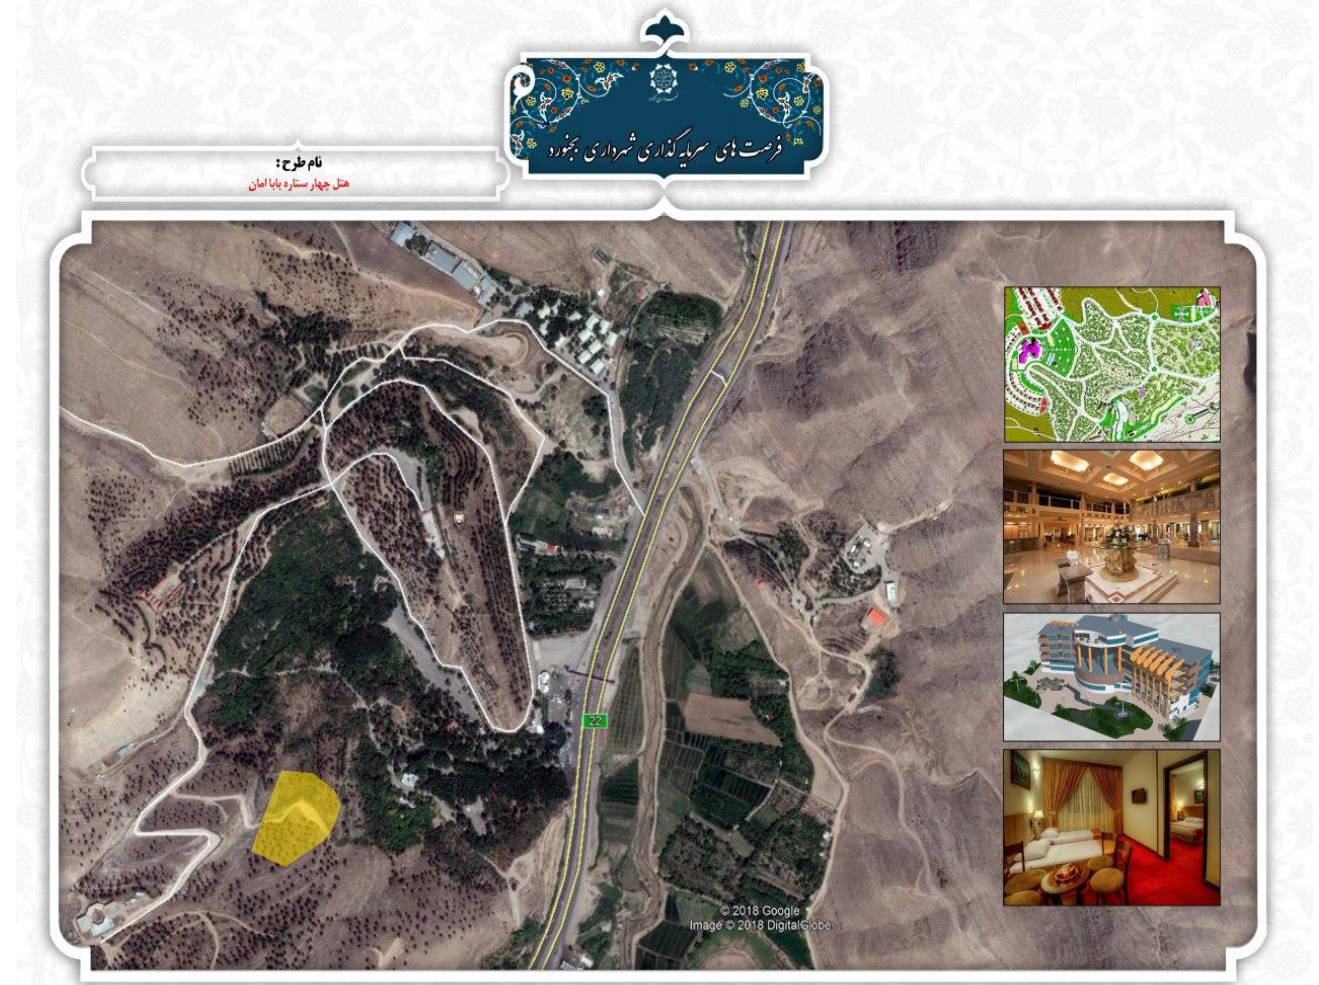 فرصت های سرمایه گذاری شهرداری بجنورد
نام طرح:
هتل چهار ستاره بابا امان
22
© 2018 Google
Image © 2018 DigitalGlobe